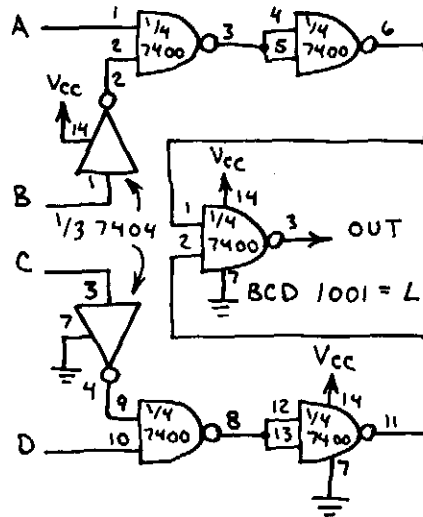 A 1 1/4 7400 3 4 1/4 7400 6
2 5
2
Vcc
14
1
B
1/3 7404
Vcc
14
1 1/4 7400 3 OUT
2
7
BCD 1001 = L
C
3
7
4
Vcc
14
9 1/4 7400 8 12 1/4 7400 11
D 10 13
7